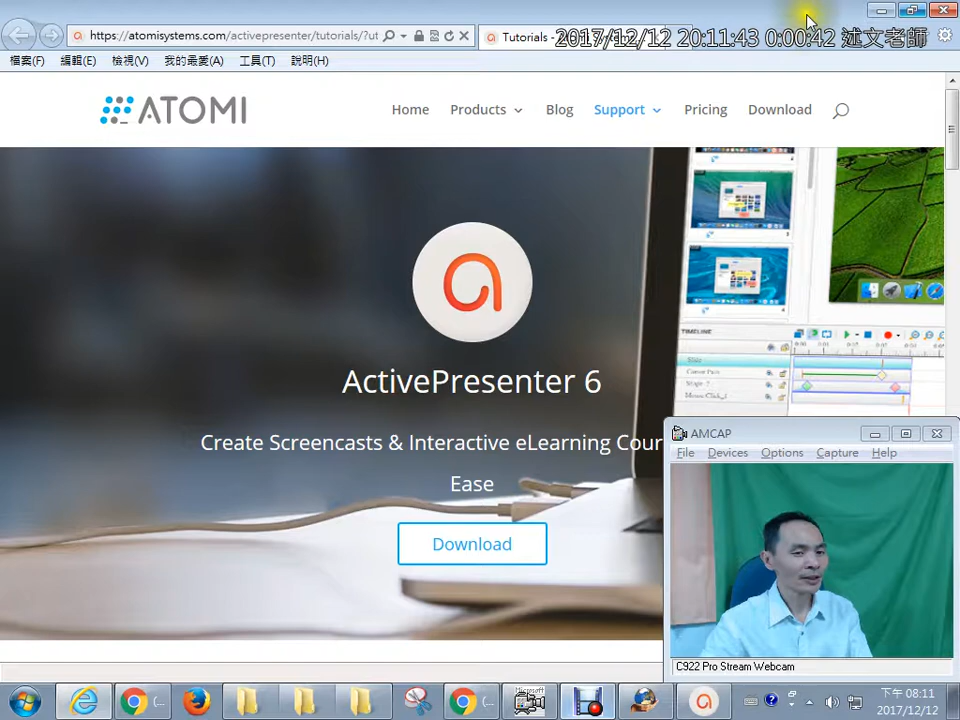 https://atomisystems.com/activepresenter/tutorials/?ut
Tutorials -
2017/12/12 20:11:43 0:00:42 述文老師
檔案(F) 編輯(E) 檢視(V) 我的最愛(A) 工具(T) 說明(H)
ATOMI
Home Products Blog Support Pricing Download
ActivePresenter 6
Create Screencasts & Interactive eLearning Cour
Ease
Download
TIMELINE
AMCAP
File Devices Options Capture Help
C922 Pro Stream Webcam
下午 08:11
2017/12/12